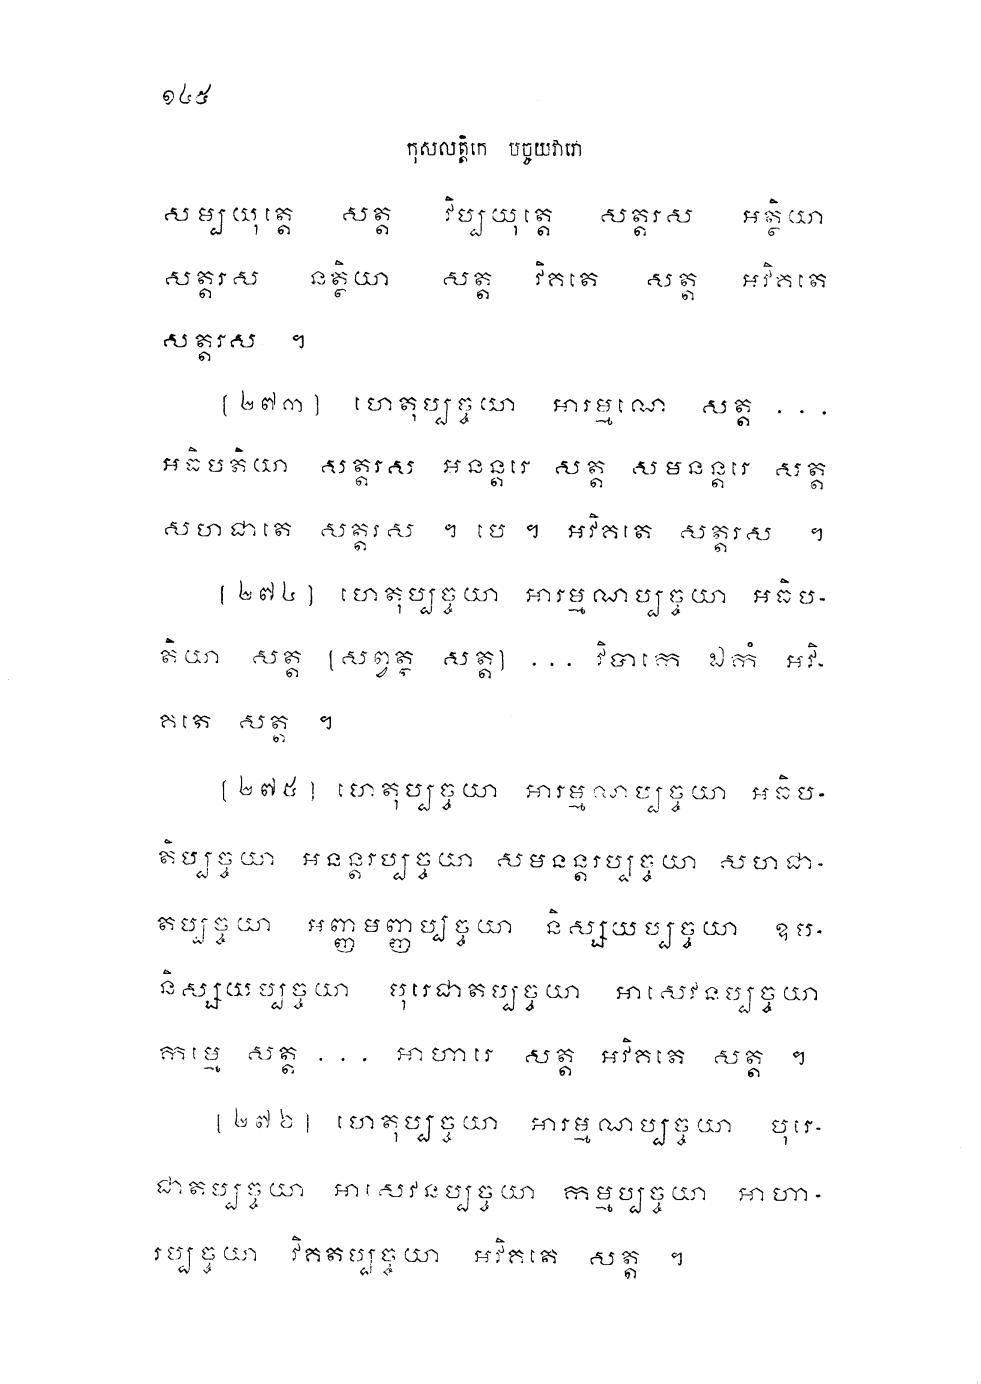 ១៤៥
កុសលត្តិកេ បច្ចយវារោ
សម្បយុត្តេ សត្ត វិប្បយុត្តេ សត្តរស អត្ថិយា
សត្តរស នត្ថិយា សត្ត វិគតេ សត្ត អវិគតេ
សត្តរស ។
[២៧៣] ហេតុប្បច្ចយា អារម្មណេ សត្ត ...
អធិបតិយា សត្តរស អនន្តរេ សត្ត សមនន្តរេ សត្ត
សហជាតេ សត្តរស ។ បេ ។ អវិគតេ សត្តរស ។
[២៧៤] ហេតុប្បច្ចយា អារម្មណប្បច្ចយា អធិប-
តិយា សត្ត [សព្វត្ថ សត្ត] ... វិបាកេ ឯកំ អវិ-
គតេ សត្ត ។
[២៧៥] ហេតុប្បច្ចយា អារម្មណប្បច្ចយា អធិប-
តិប្បច្ចយា អនន្តរប្បច្ចយា សមនន្តរប្បច្ចយា សហជា-
តប្បច្ចយា អញ្ញមញ្ញប្បច្ចយា និស្សយប្បច្ចយា ឧប-
និស្សយប្បច្ចយា បុរេជាតប្បច្ចយា អាសេវនប្បច្ចយា
កម្មេ សត្ត ... អាហារេ សត្ត អវិគតេ សត្ត ។
[២៧៦] ហេតុប្បច្ចយា អារម្មណប្បច្ចយា បុរេ-
ជាតប្បច្ចយា អាសេវនប្បច្ចយា កម្មប្បច្ចយា អាហា-
រប្បច្ចយា វិគតប្បច្ចយា អវិគតេ សត្ត ។